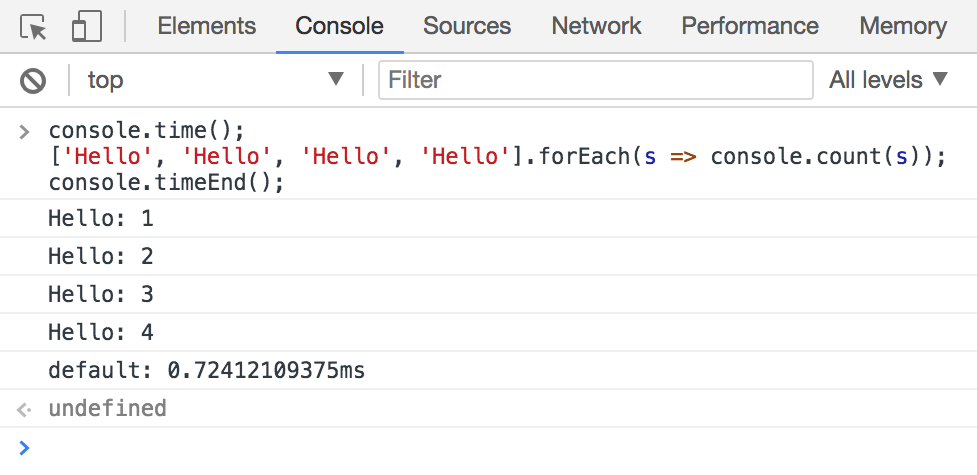 Elements Console Sources Network Performance Memory
top Filter All levels
console.time();
['Hello', 'Hello', 'Hello', 'Hello'].forEach(s => console.count(s));
console.timeEnd();
Hello: 1
Hello: 2
Hello: 3
Hello: 4
default: 0.72412109375ms
undefined